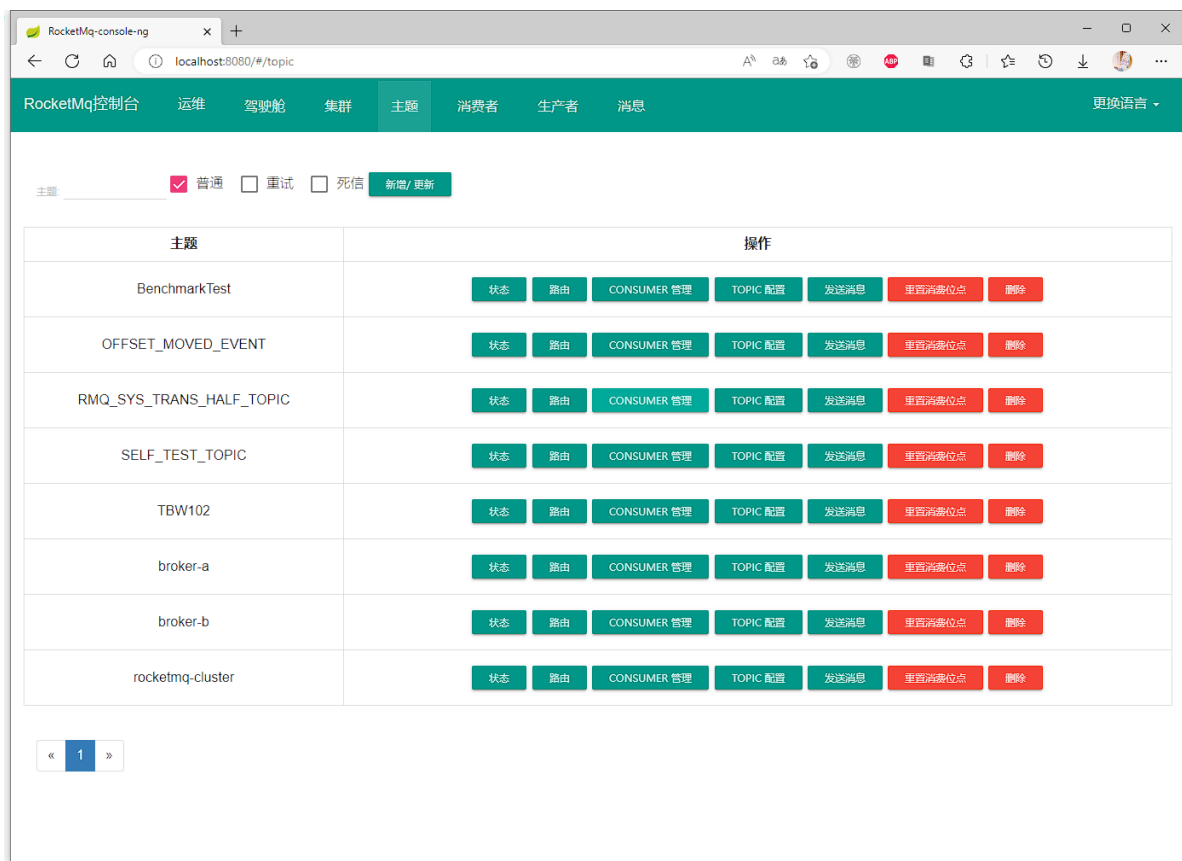 RocketMq-console-ng
localhost:8080/#/topic
RocketMq控制台 运维 驾驶舱 集群 主题 消费者 生产者 消息 更换语言
主题: 普通 重试 死信 新增/ 更新
主题 操作
BenchmarkTest 状态 路由 CONSUMER 管理 TOPIC 配置 发送消息 重置消费位点 删除
OFFSET_MOVED_EVENT 状态 路由 CONSUMER 管理 TOPIC 配置 发送消息 重置消费位点 删除
RMQ_SYS_TRANS_HALF_TOPIC 状态 路由 CONSUMER 管理 TOPIC 配置 发送消息 重置消费位点 删除
SELF_TEST_TOPIC 状态 路由 CONSUMER 管理 TOPIC 配置 发送消息 重置消费位点 删除
TBW102 状态 路由 CONSUMER 管理 TOPIC 配置 发送消息 重置消费位点 删除
broker-a 状态 路由 CONSUMER 管理 TOPIC 配置 发送消息 重置消费位点 删除
broker-b 状态 路由 CONSUMER 管理 TOPIC 配置 发送消息 重置消费位点 删除
rocketmq-cluster 状态 路由 CONSUMER 管理 TOPIC 配置 发送消息 重置消费位点 删除
« 1 »